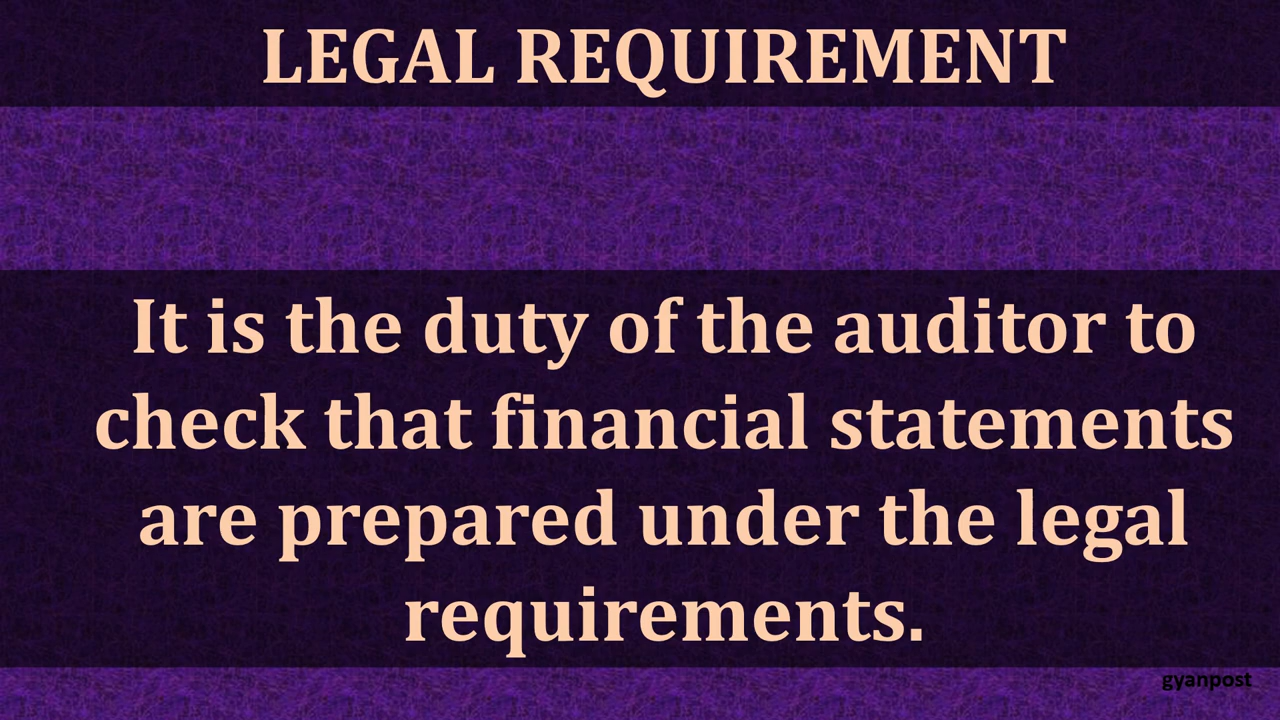 LEGAL REQUIREMENT
It is the duty of the auditor to
check that financial statements
are prepared under the legal
requirements.
gyanpost